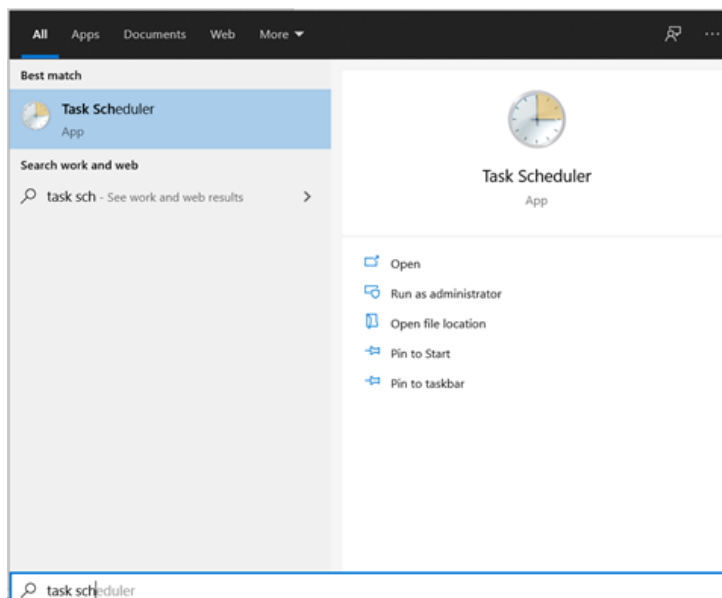 All Apps Documents Web More
Best match
Task Scheduler
App
Search work and web
task sch - See work and web results
Task Scheduler
App
Open
Run as administrator
Open file location
Pin to Start
Pin to taskbar
task scheduler